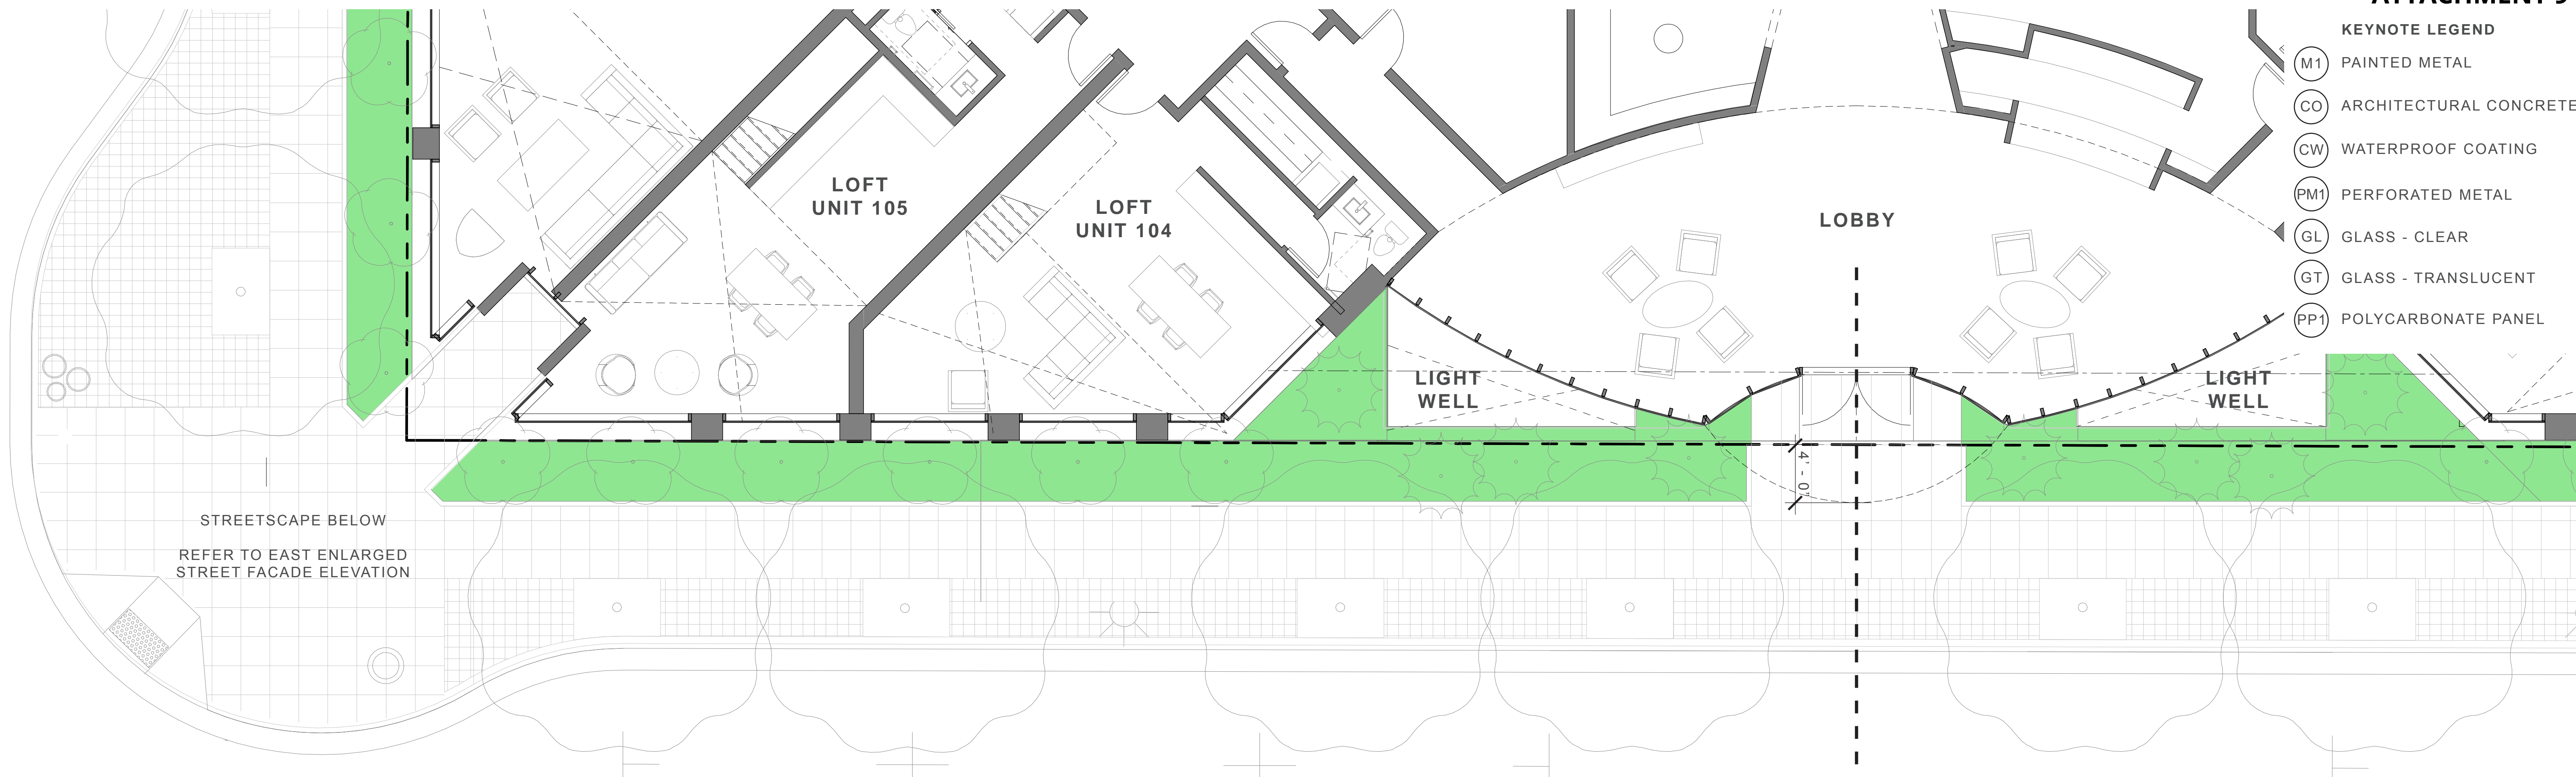 KEYNOTE LEGEND
M1 PAINTED METAL
CO ARCHITECTURAL CONCRETE
CW WATERPROOF COATING
PM1 PERFORATED METAL
GL GLASS - CLEAR
GT GLASS - TRANSLUCENT
PP1 POLYCARBONATE PANEL
LOFT
UNIT 105
LOFT
UNIT 104
LOBBY
LIGHT
WELL
LIGHT
WELL
4' - 0"
STREETSCAPE BELOW
REFER TO EAST ENLARGED
STREET FACADE ELEVATION